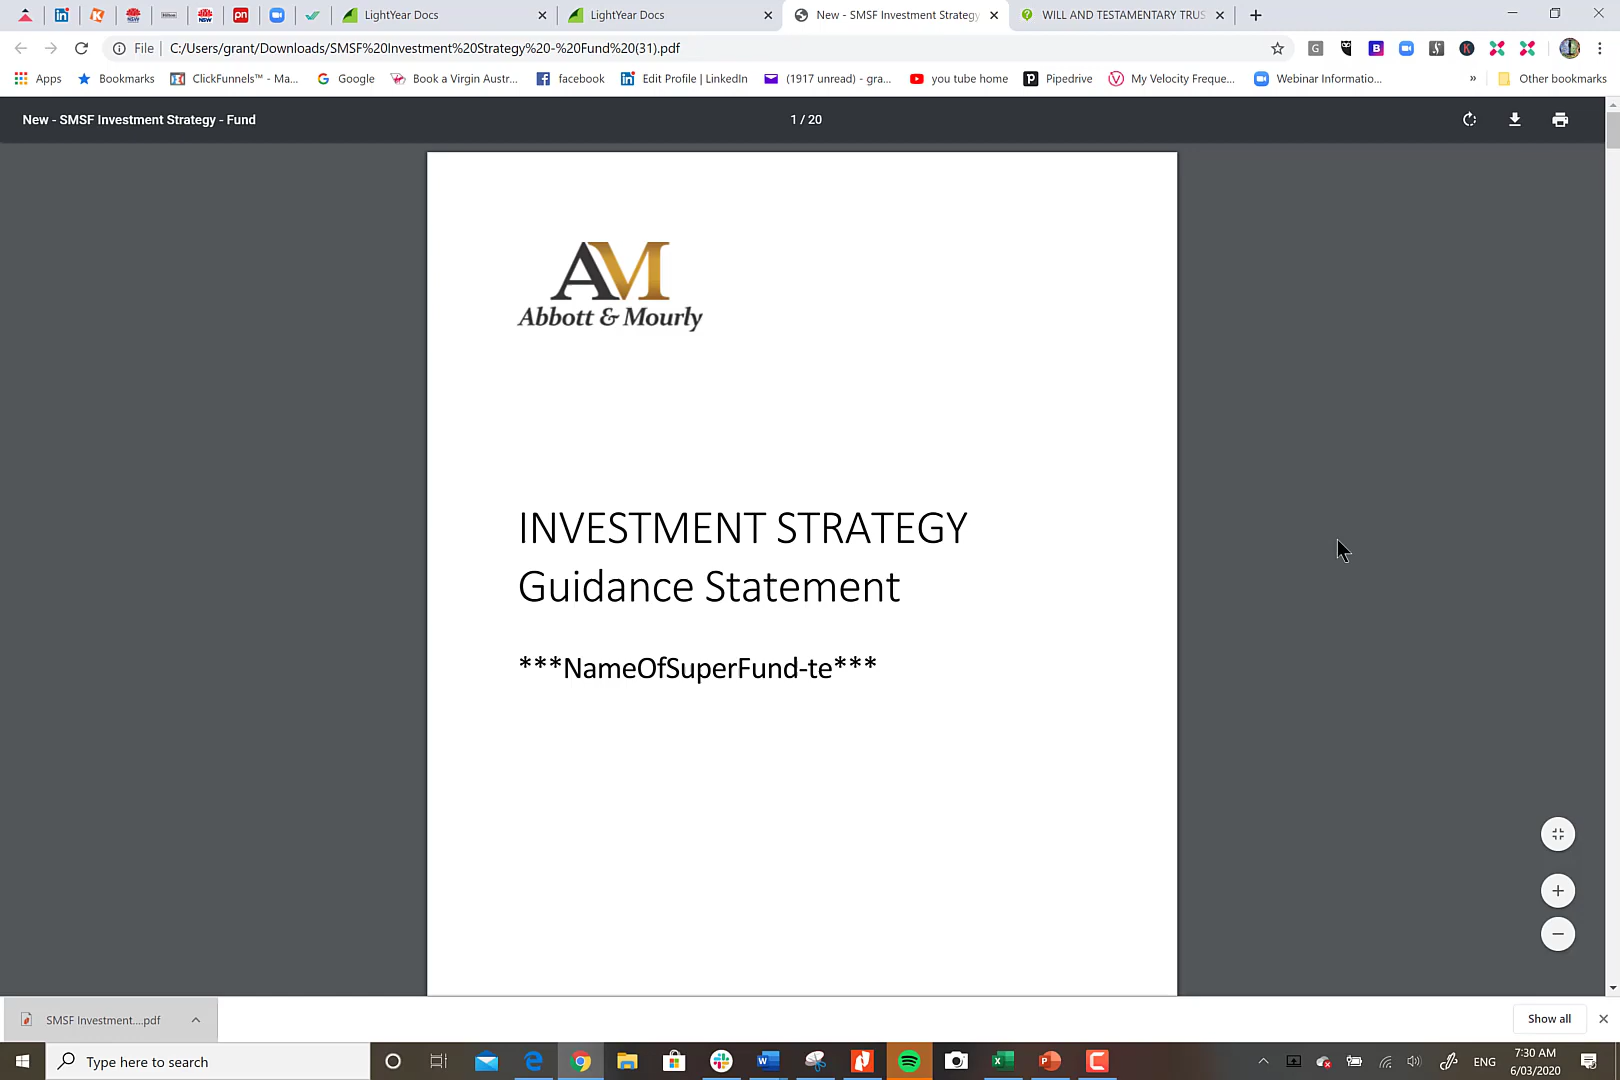 LightYear Docs
LightYear Docs
New - SMSF Investment Strategy
WILL AND TESTAMENTARY TRUS
File
C:/Users/grant/Downloads/SMSF%20Investment%20Strategy%20-%20Fund%20(31).pdf
Apps
Bookmarks
ClickFunnels™ - Ma...
Google
Book a Virgin Austr...
facebook
Edit Profile | LinkedIn
(1917 unread) - gra...
you tube home
Pipedrive
My Velocity Freque...
Webinar Informatio...
»
Other bookmarks
New - SMSF Investment Strategy - Fund
1 / 20
AM
Abbott & Mourly
INVESTMENT STRATEGY
Guidance Statement
***NameOfSuperFund-te***
SMSF Investment....pdf
Show all
Type here to search
ENG
7:30 AM
6/03/2020